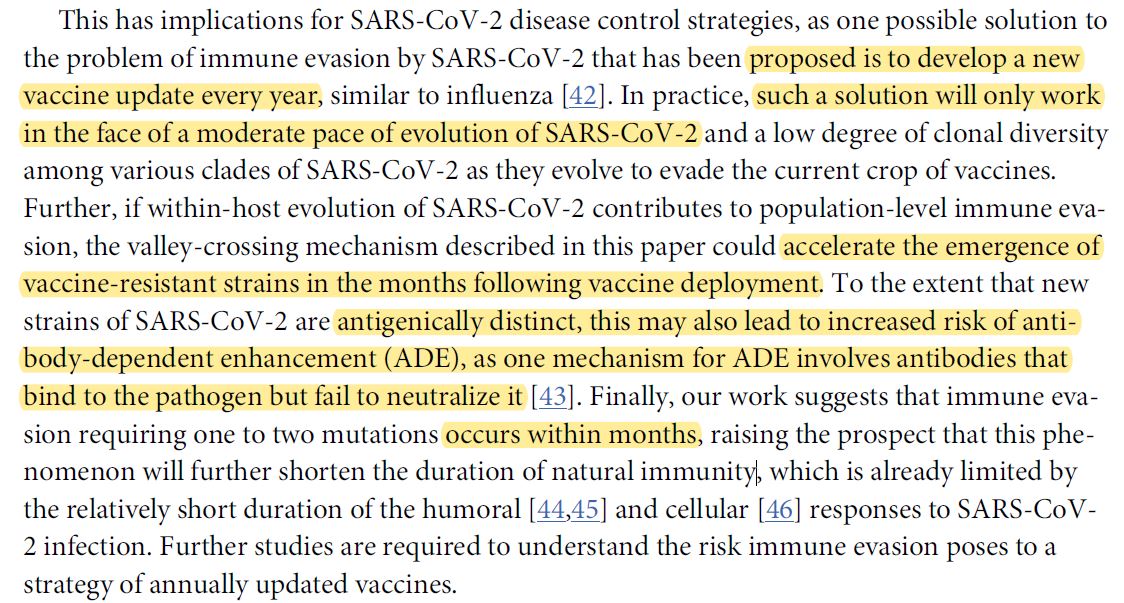 This has implications for SARS-CoV-2 disease control strategies, as one possible solution to
the problem of immune evasion by SARS-CoV-2 that has been proposed is to develop a new
vaccine update every year, similar to influenza [42]. In practice, such a solution will only work
in the face of a moderate pace of evolution of SARS-CoV-2 and a low degree of clonal diversity
among various clades of SARS-CoV-2 as they evolve to evade the current crop of vaccines.
Further, if within-host evolution of SARS-CoV-2 contributes to population-level immune eva-
sion, the valley-crossing mechanism described in this paper could accelerate the emergence of
vaccine-resistant strains in the months following vaccine deployment. To the extent that new
strains of SARS-CoV-2 are antigenically distinct, this may also lead to increased risk of anti-
body-dependent enhancement (ADE), as one mechanism for ADE involves antibodies that
bind to the pathogen but fail to neutralize it [43]. Finally, our work suggests that immune eva-
sion requiring one to two mutations occurs within months, raising the prospect that this phe-
nomenon will further shorten the duration of natural immunity, which is already limited by
the relatively short duration of the humoral [44,45] and cellular [46] responses to SARS-CoV-
2 infection. Further studies are required to understand the risk immune evasion poses to a
strategy of annually updated vaccines.